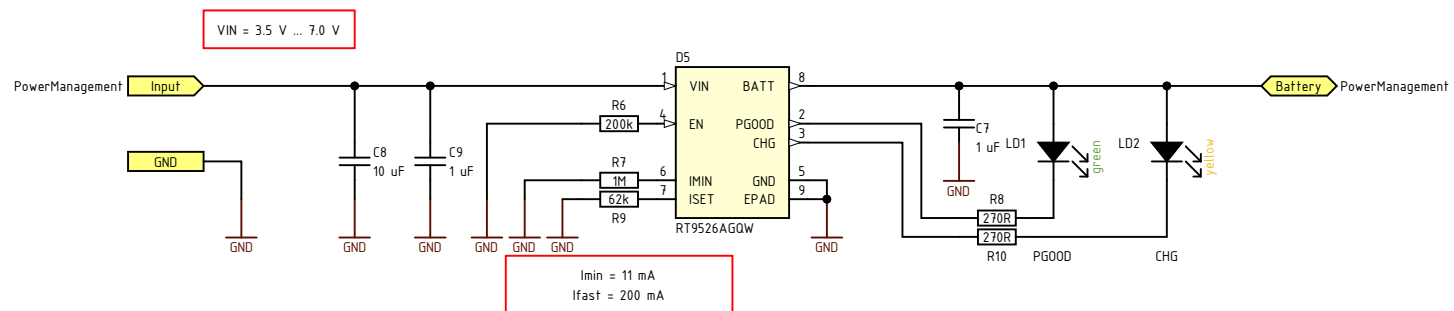 VIN = 3.5 V ... 7.0 V
PowerManagement
Input
GND
GND
C8
10 uF
GND
C9
1 uF
GND
R6
200k
GND
R7
1M
GND
62k
R9
GND
D5
1
VIN
4
EN
6
IMIN
7
ISET
BATT
8
PGOOD
2
CHG
3
GND
5
EPAD
9
RT9526AGQW
GND
Imin = 11 mA
Ifast = 200 mA
C7
1 uF
GND
LD1
green
LD2
yellow
R8
270R
270R
R10
PGOOD
CHG
Battery
PowerManagement